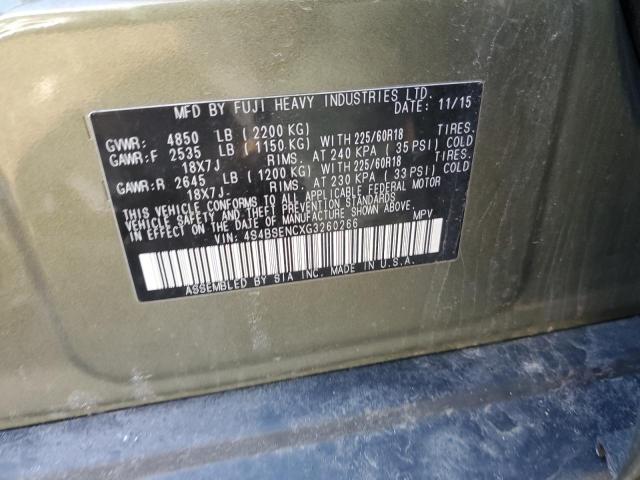 MFD BY FUJI HEAVY INDUSTRIES LTD.
DATE: 11/15
GVWR: 4850 LB (2200 KG)
GAWR:F 2535 LB (1150 KG) WITH 225/60R18
18X7J RIMS. AT 240 KPA (35 PSI) COLD
GAWR:R 2645 LB (1200 KG) WITH 225/60R18
18X7J- RIMS. AT 230 KPA (33 PSI) COLD
THIS VEHICLE CONFORMS TO ALL APPLICABLE FEDERAL MOTOR
VEHICLE SAFETY AND THEFT PREVENTION STANDARDS
IN EFFECT ON THE DATE OF MANUFACTURE SHOWN ABOVE.
VIN: 4S4BSENCXG3260266 MPV
ASSEMBLED BY SIA INC. MADE IN U.S.A.